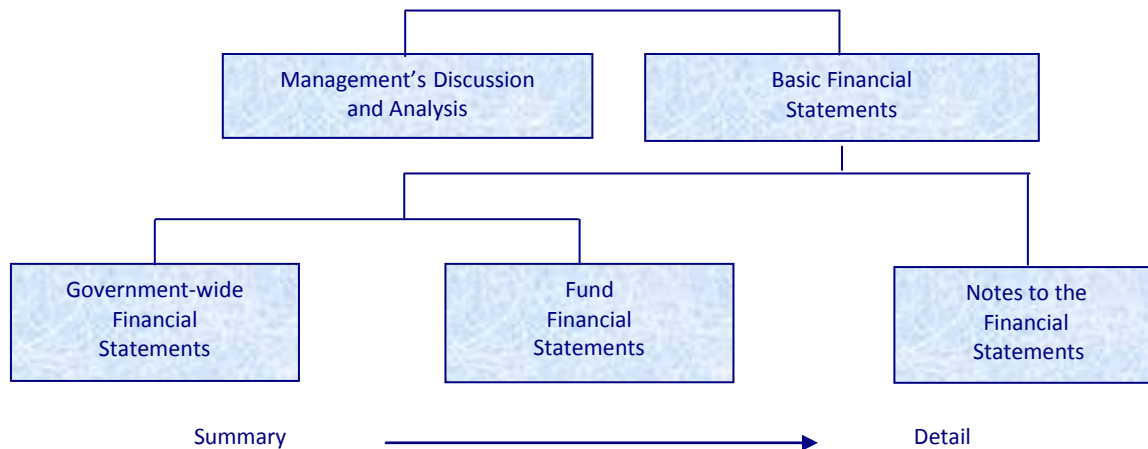 Management’s Discussion
and Analysis
Basic Financial
Statements
Government-wide
Financial
Statements
Fund
Financial
Statements
Notes to the
Financial
Statements
Summary
Detail